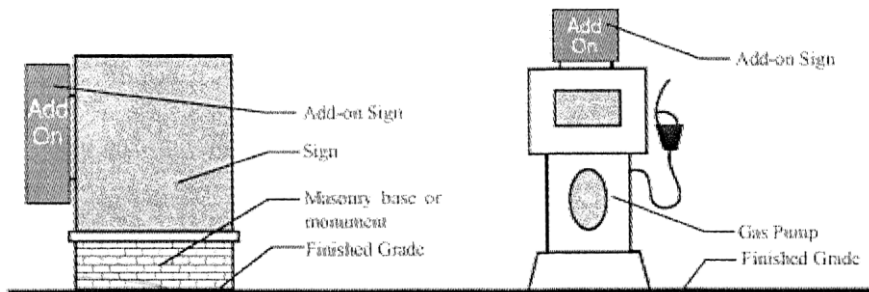 Add
On
Add-on Sign
Sign
Masonry base or
monument
Finished Grade
Add
On
Add-on Sign
Gas Pump
Finished Grade